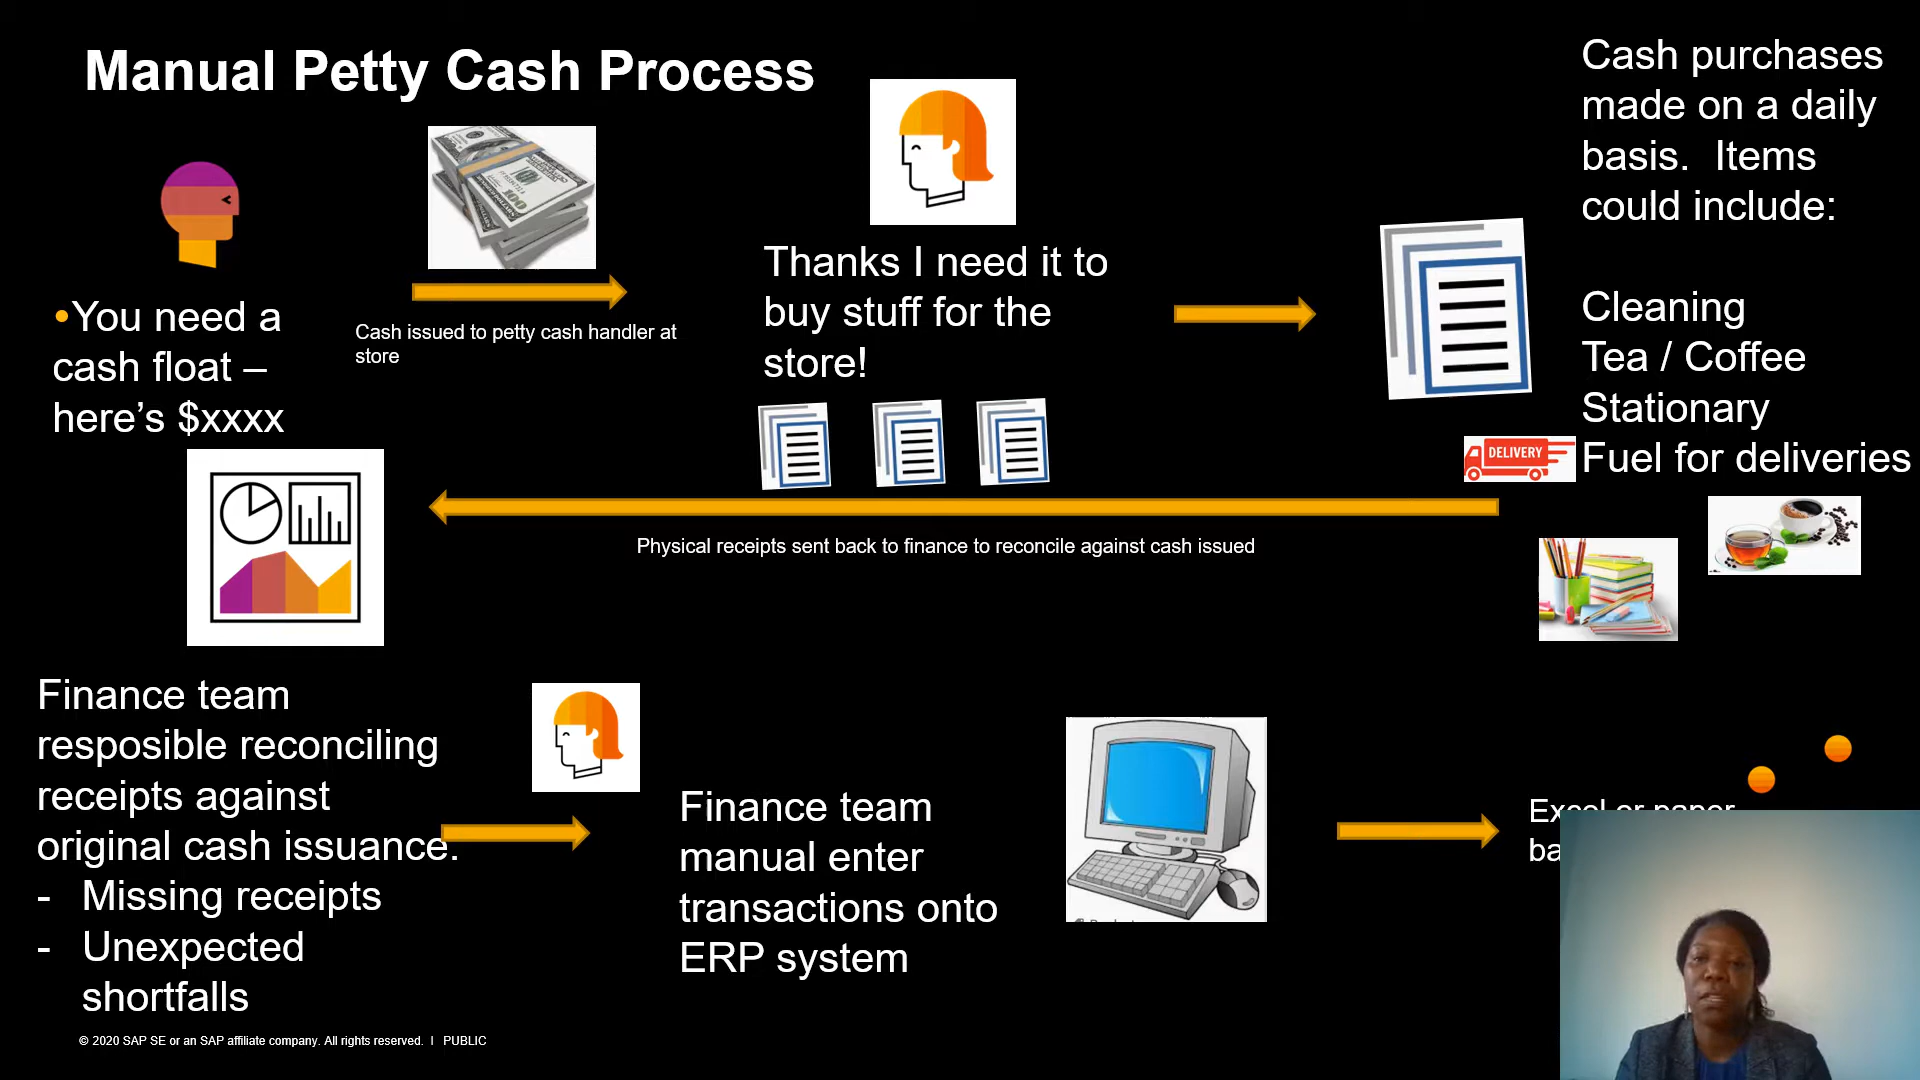 Manual Petty Cash Process
•You need a
cash float –
here's $xxxx
Cash issued to petty cash handler at
store
Thanks I need it to
buy stuff for the
store!
Cash purchases
made on a daily
basis. Items
could include:
Cleaning
Tea / Coffee
Stationary
Fuel for deliveries
DELIVERY
Physical receipts sent back to finance to reconcile against cash issued
Finance team
resposible reconciling
receipts against
original cash issuance.
- Missing receipts
- Unexpected
shortfalls
Finance team
manual enter
transactions onto
ERP system
Excel or paper
© 2020 SAP SE or an SAP affiliate company. All rights reserved. I PUBLIC